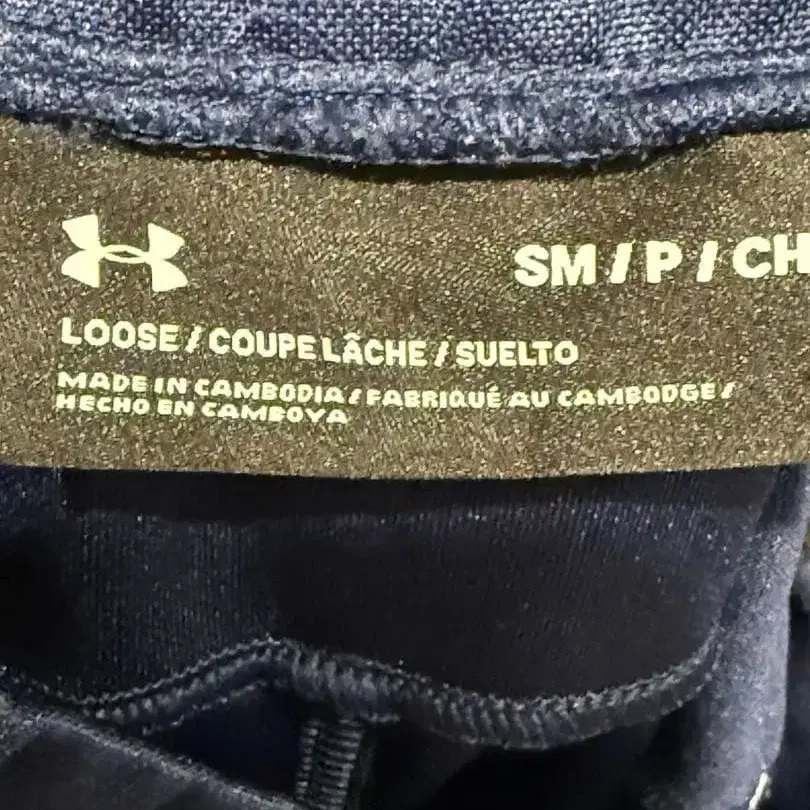 SM / P / CH
LOOSE / COUPE LÂCHE / SUELTO
MADE IN CAMBODIA / FABRIQUÉ AU CAMBODGE /
HECHO EN CAMBOYA